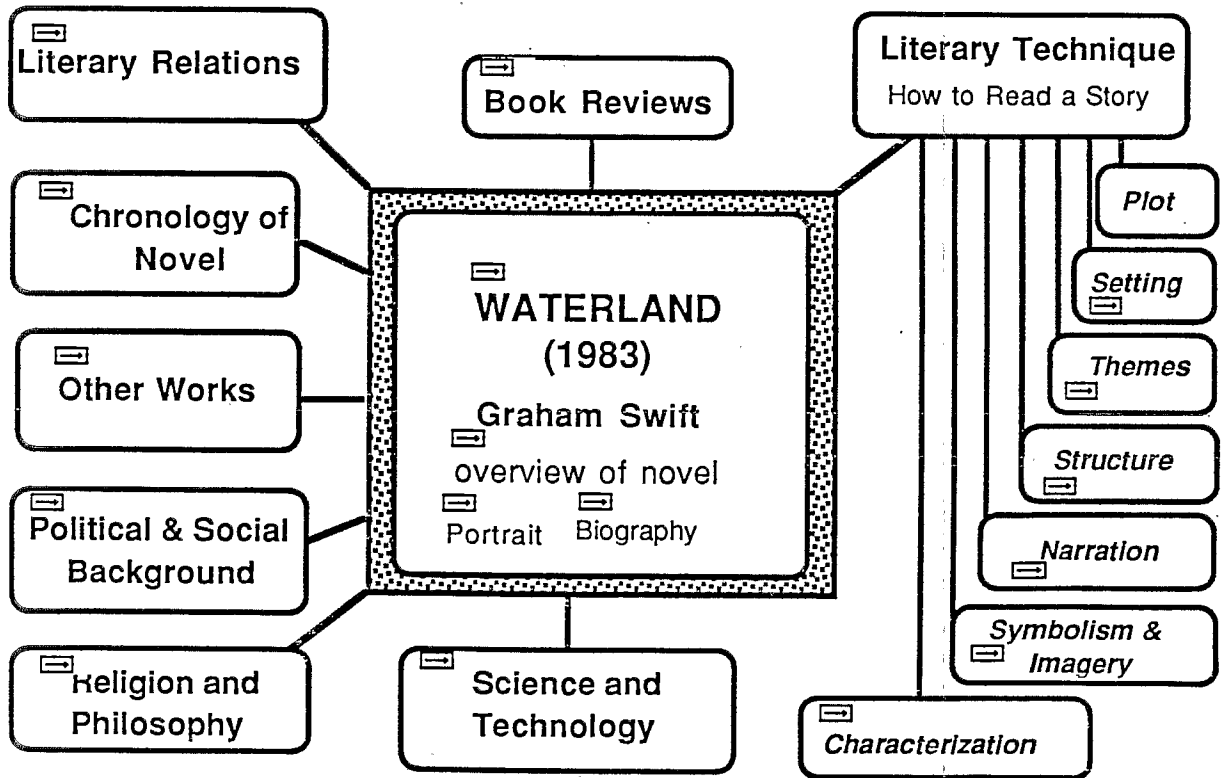 Literary Relations
Book Reviews
Literary Technique
How to Read a Story
Chronology of
Novel
Other Works
Political & Social
Background
Religion and
Philosophy
WATERLAND
(1983)
Graham Swift
overview of novel
Portrait
Biography
Science and
Technology
Plot
Setting
Themes
Structure
Narration
Symbolism &
Imagery
Characterization